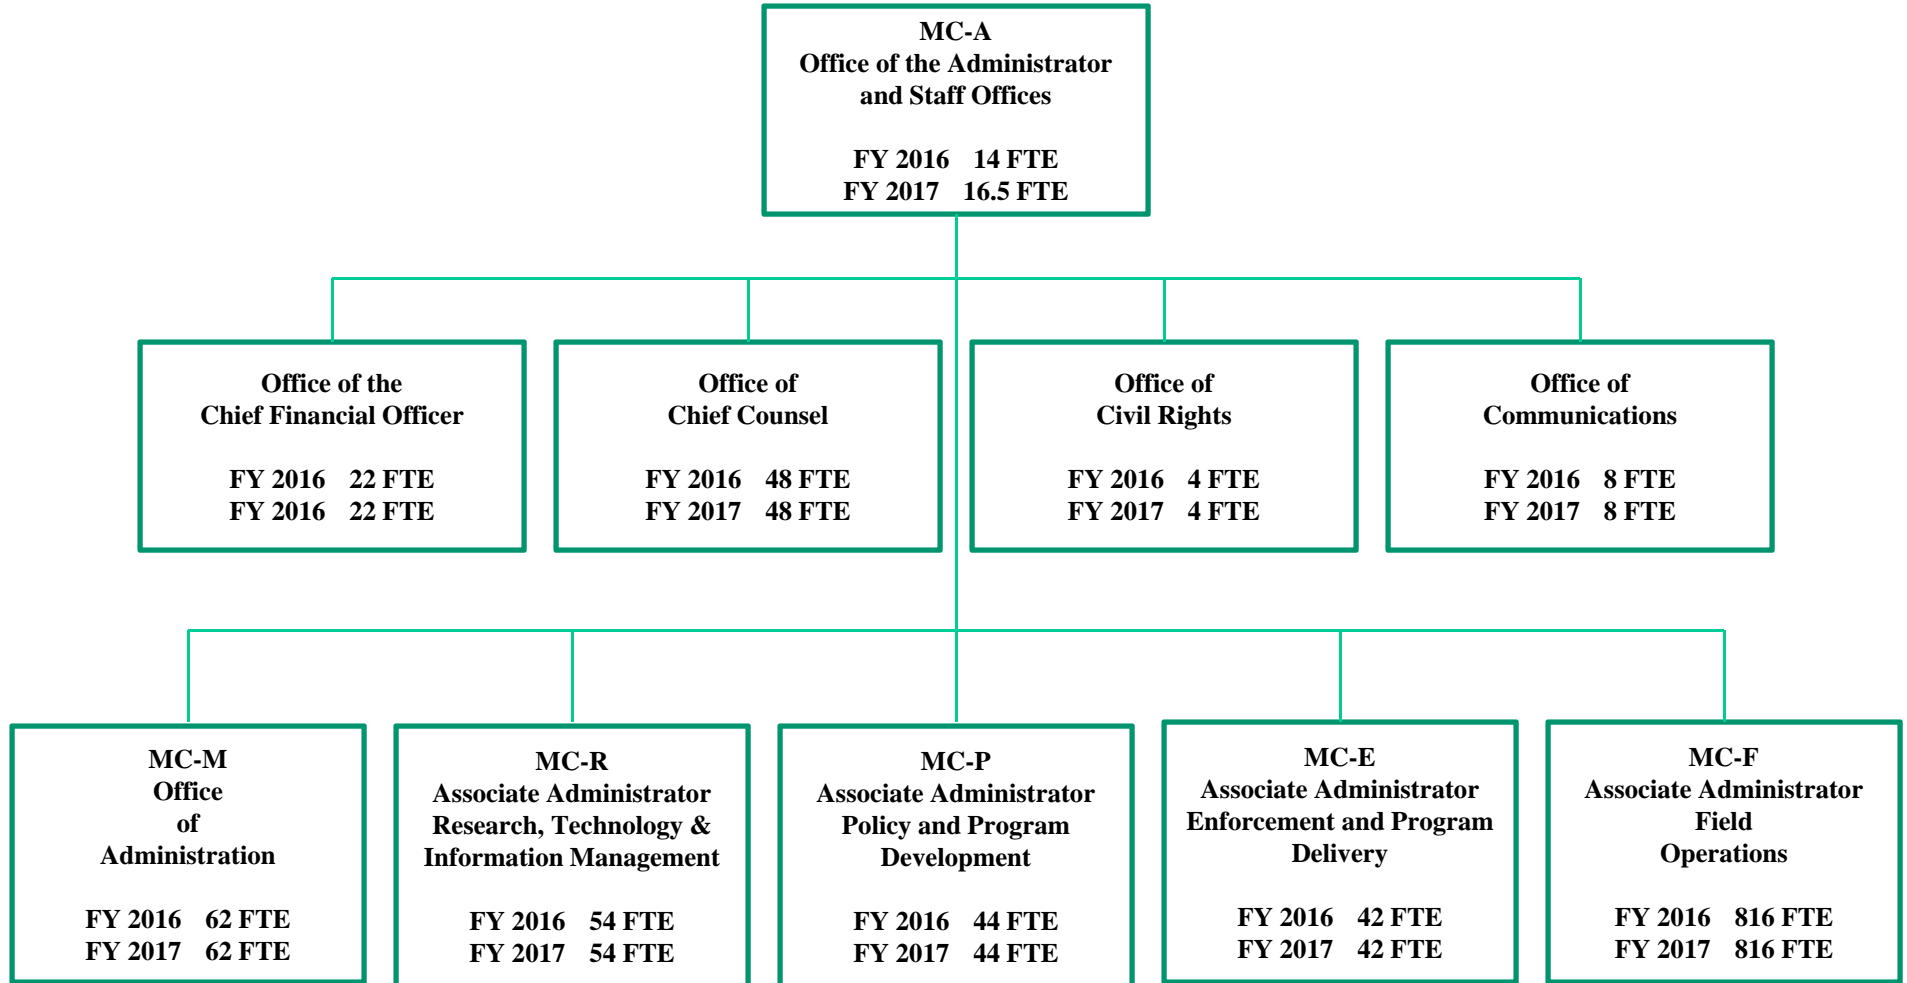 MC-A
Office of the Administrator
and Staff Offices
FY 2016 14 FTE
FY 2017 16.5 FTE
Office of the
Chief Financial Officer
FY 2016 22 FTE
FY 2016 22 FTE
Office of
Chief Counsel
FY 2016 48 FTE
FY 2017 48 FTE
Office of
Civil Rights
FY 2016 4 FTE
FY 2017 4 FTE
Office of
Communications
FY 2016 8 FTE
FY 2017 8 FTE
MC-M
Office
of
Administration
FY 2016 62 FTE
FY 2017 62 FTE
MC-R
Associate Administrator
Research, Technology &
Information Management
FY 2016 54 FTE
FY 2017 54 FTE
MC-P
Associate Administrator
Policy and Program
Development
FY 2016 44 FTE
FY 2017 44 FTE
MC-E
Associate Administrator
Enforcement and Program
Delivery
FY 2016 42 FTE
FY 2017 42 FTE
MC-F
Associate Administrator
Field
Operations
FY 2016 816 FTE
FY 2017 816 FTE